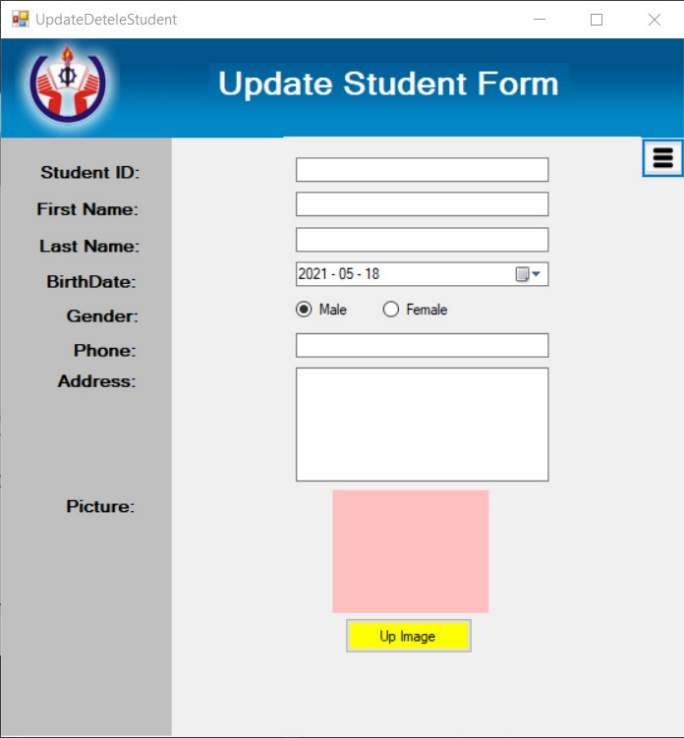 UpdateDeteleStudent
Update Student Form
Student ID:
First Name:
Last Name:
BirthDate:
2021 - 05 - 18
Gender:
Male
Female
Phone:
Address:
Picture:
Up Image